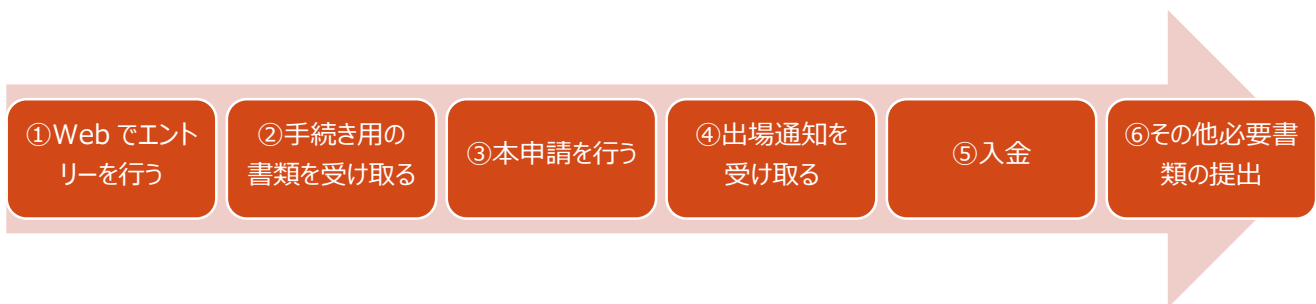 ①Web でエント
リーを行う
②手続き用の
書類を受け取る
③本申請を行う
④出場通知を
受け取る
⑤入金
⑥その他必要書
類の提出